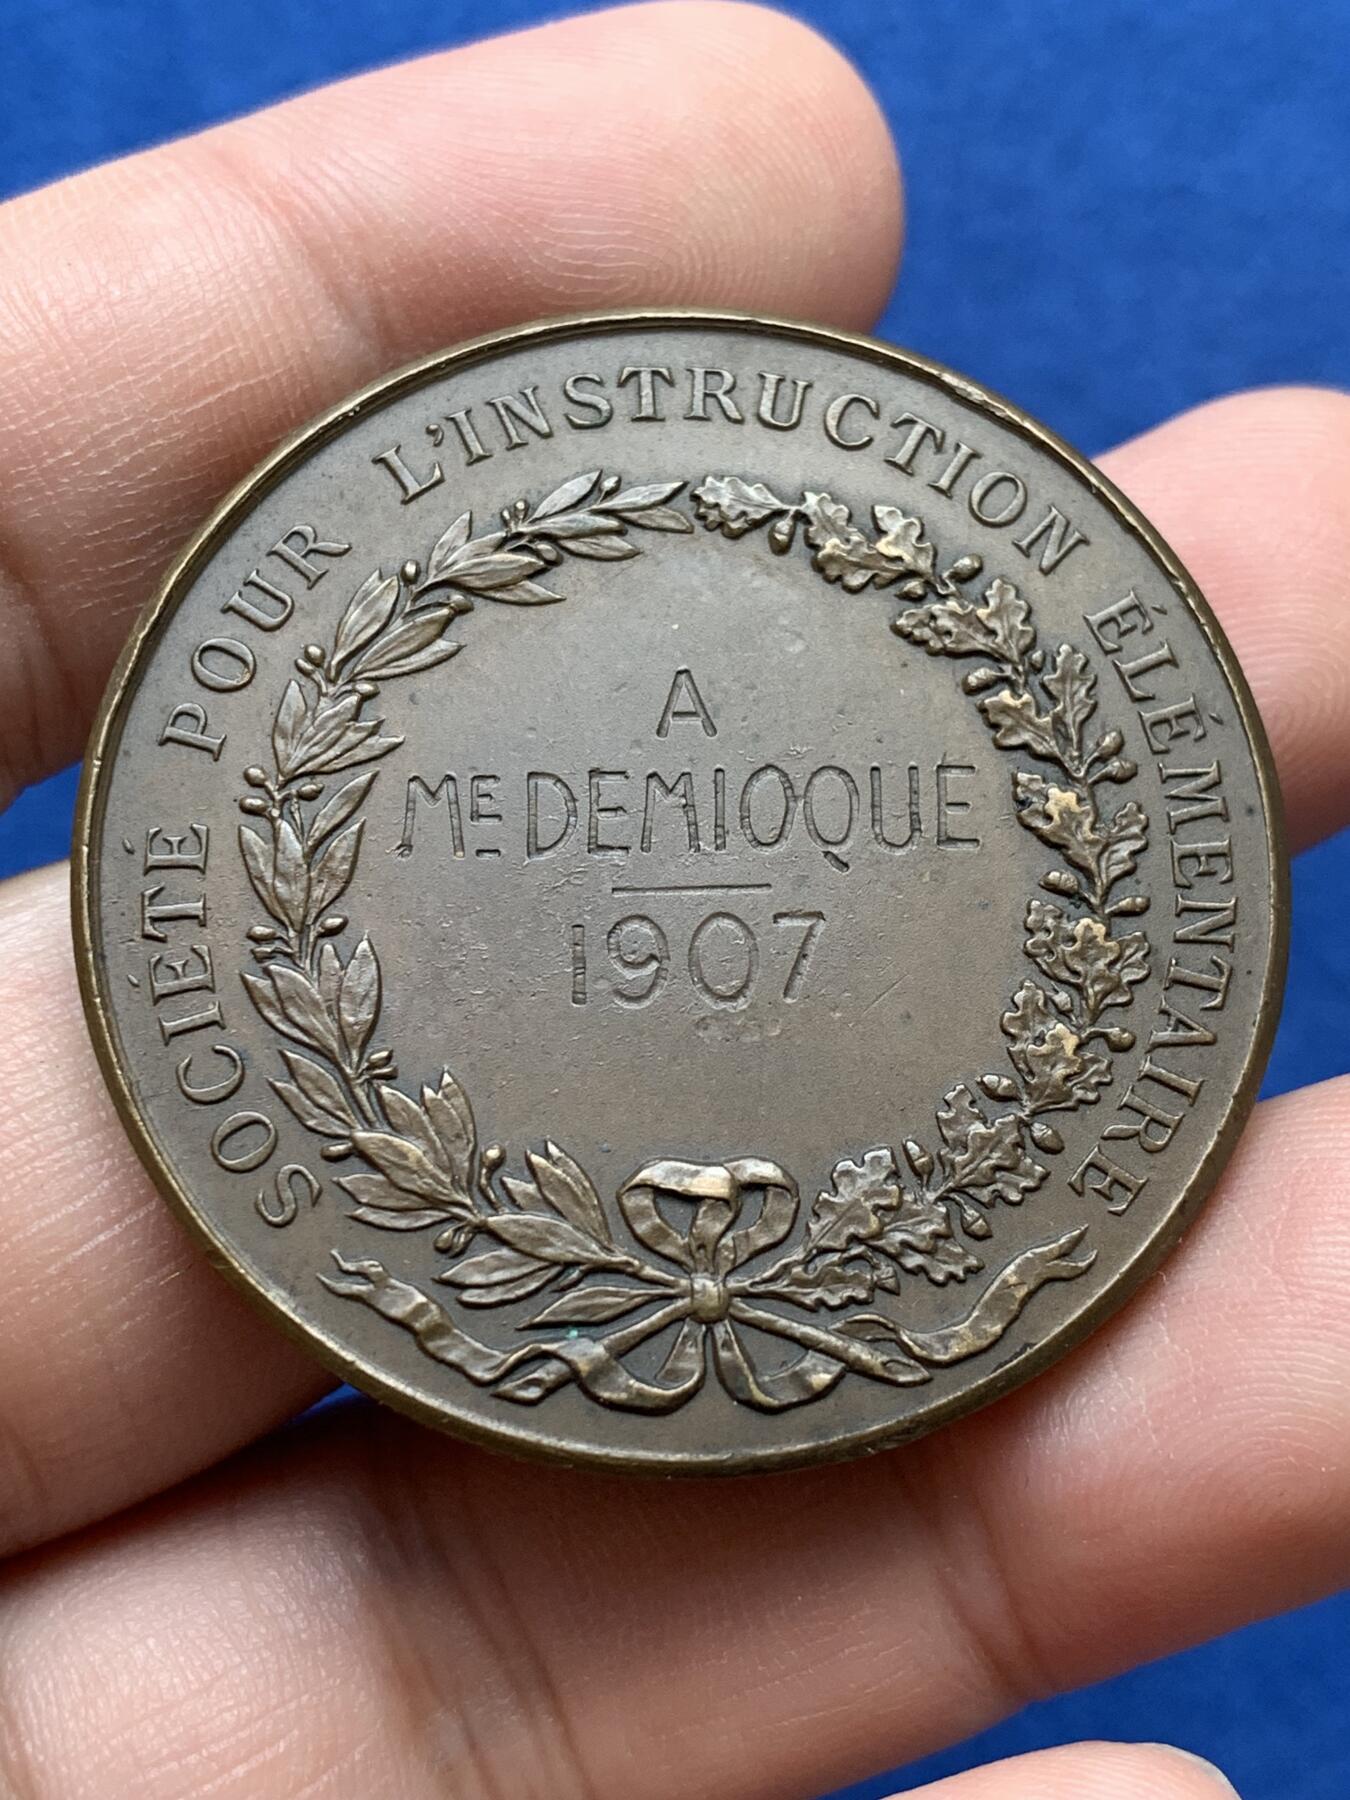 SOCIÉTÉ POUR L'INSTRUCTION ÉLÉMENTAIRE
A
ME DEMIOQUE
1907